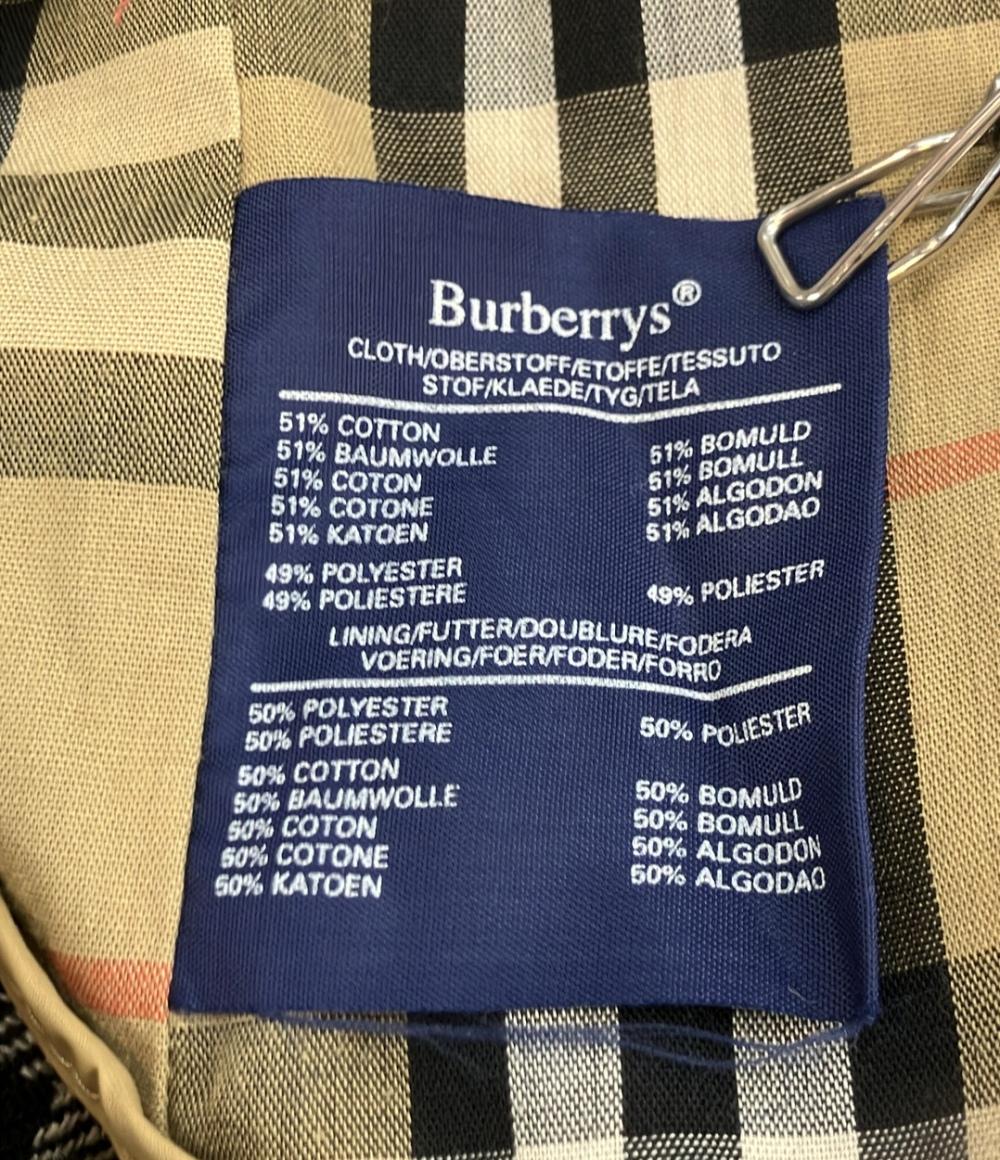 Burberrys®
CLOTH/OBERSTOFF/ETOFFE/TESSUTO
STOF/KLAEDE/TYG/TELA
51% COTTON
51% BAUMWOLLE
51% COTON
51% COTONE
51% KATOEN
51% BOMULD
51% BOMULL
51% ALGODON
51% ALGODAO
49% POLYESTER
49% POLIESTERE
49% POLIESTER
LINING/FUTTER/DOUBLURE/FODERA
VOERING/FOER/FODER/FORRO
50% POLYESTER
50% POLIESTERE
50% POLIESTER
50% COTTON
50% BAUMWOLLE
50% COTON
50% COTONE
50% KATOEN
50% BOMULD
50% BOMULL
50% ALGODON
50% ALGODAO